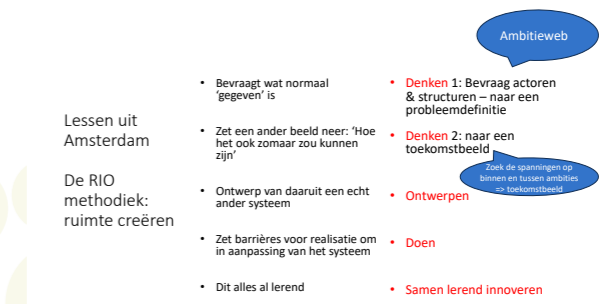 Ambitieweb
Lessen uit
Amsterdam
De RIO
methodiek:
ruimte creëren
• Bevraagt wat normaal
‘gegeven’ is
• Zet een ander beeld neer: ‘Hoe
het ook zomaar zou kunnen
zijn’
• Ontwerp van daaruit een echt
ander systeem
• Zet barrières voor realisatie om
in aanpassing van het systeem
• Dit alles al lerend
• Denken 1: Bevraag actoren
& structuren – naar een
probleemdefinitie
• Denken 2: naar een
toekomstbeeld
Zoek de spanningen op
binnen en tussen ambities
=> toekomstbeeld
• Ontwerpen
• Doen
• Samen lerend innoveren